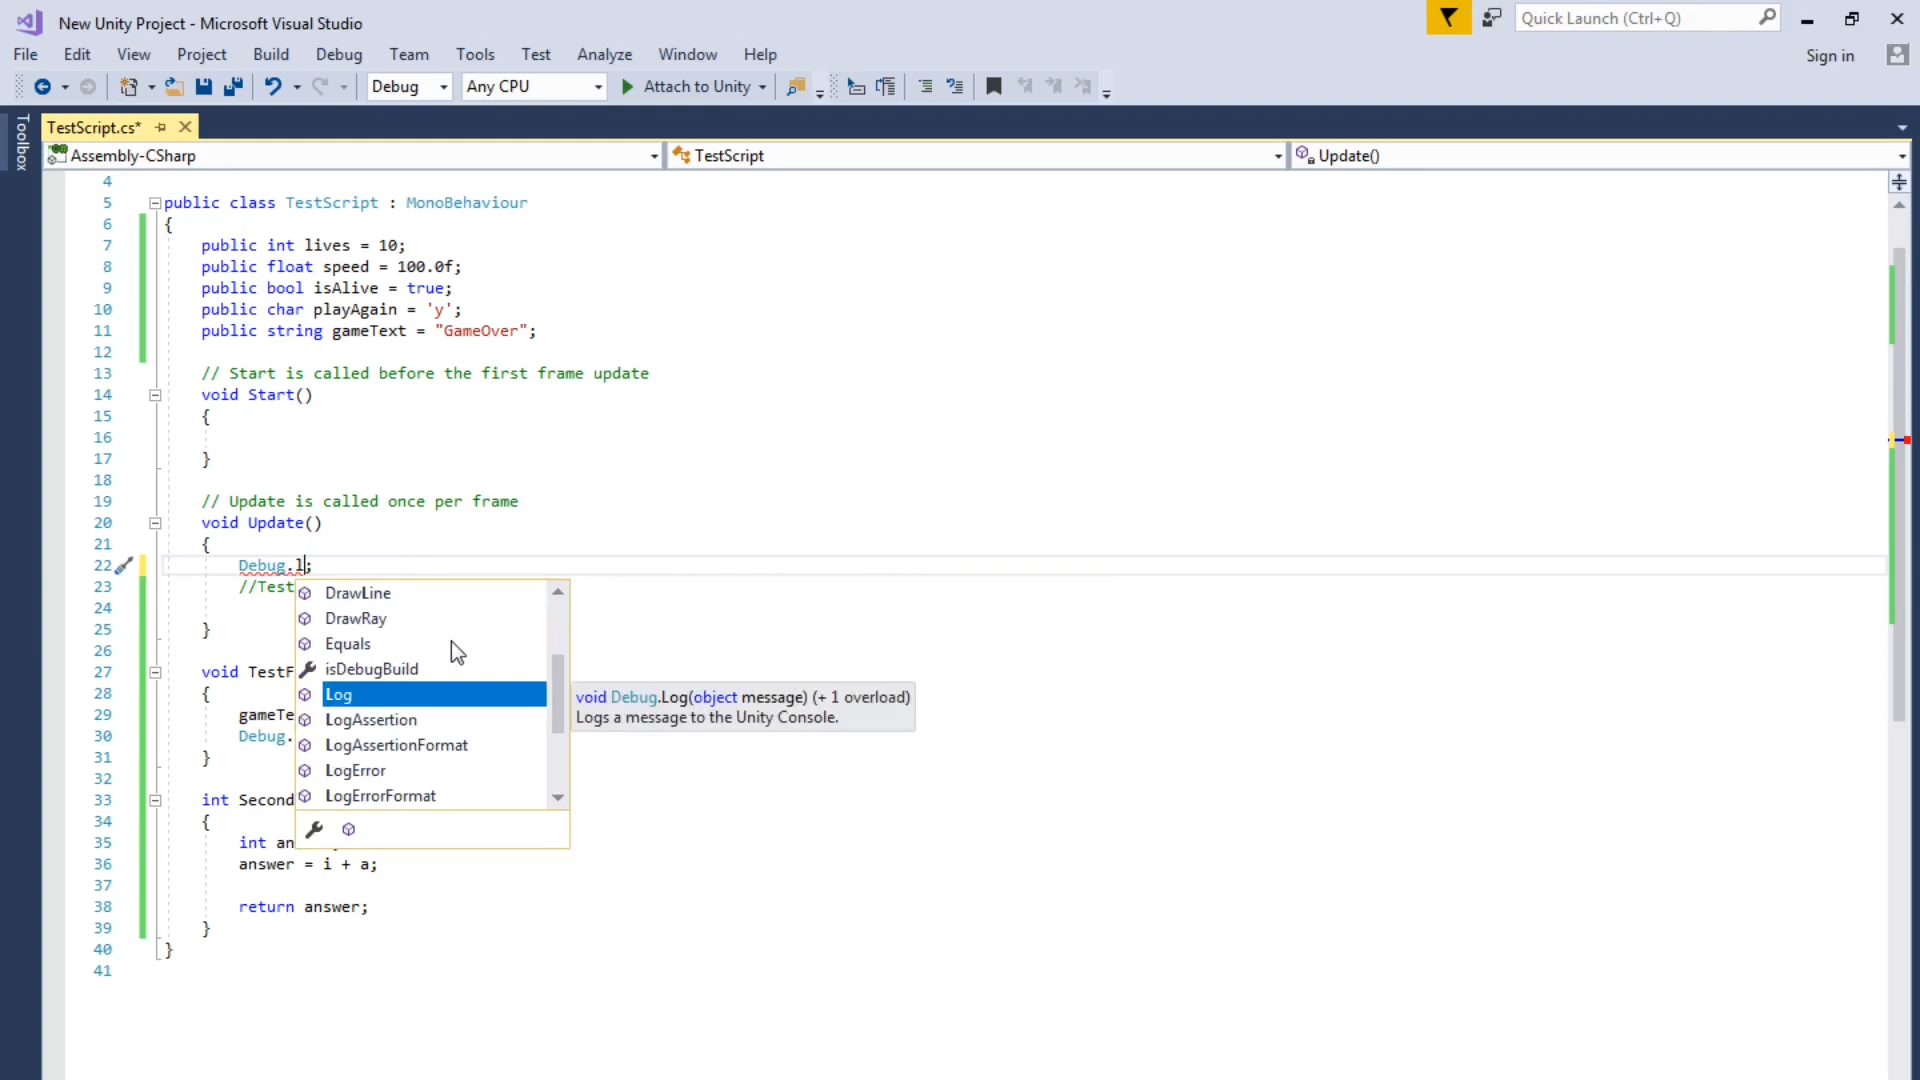 New Unity Project - Microsoft Visual Studio
Quick Launch (Ctrl+Q)
File Edit View Project Build Debug Team Tools Test Analyze Window Help
Sign in
Debug Any CPU Attach to Unity
Toolbox
TestScript.cs*
Assembly-CSharp TestScript Update()
4
5 public class TestScript : MonoBehaviour
6 {
7 public int lives = 10;
8 public float speed = 100.0f;
9 public bool isAlive = true;
10 public char playAgain = 'y';
11 public string gameText = "GameOver";
12
13 // Start is called before the first frame update
14 void Start()
15 {
16
17 }
18
19 // Update is called once per frame
20 void Update()
21 {
22 Debug.l;
23 //Test
24
25 }
26
27 void TestF
28 {
29 gameTe
30 Debug.
31 }
32
33 int Second
34 {
35 int an
36 answer = i + a;
37
38 return answer;
39 }
40 }
41
DrawLine
DrawRay
Equals
isDebugBuild
Log
LogAssertion
LogAssertionFormat
LogError
LogErrorFormat
void Debug.Log(object message) (+ 1 overload)
Logs a message to the Unity Console.